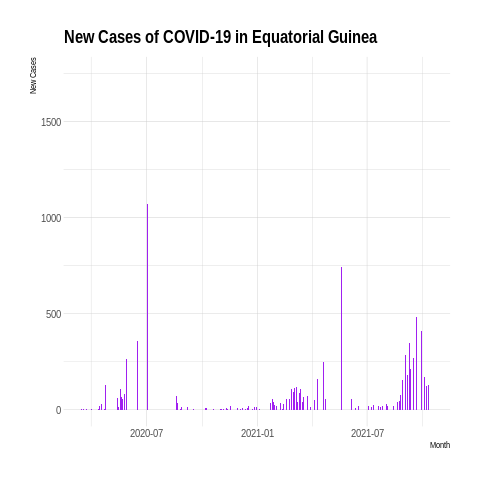 New Cases of COVID-19 in Equatorial Guinea
New Cases
1500
1000
500
0
2020-07
2021-01
2021-07
Month